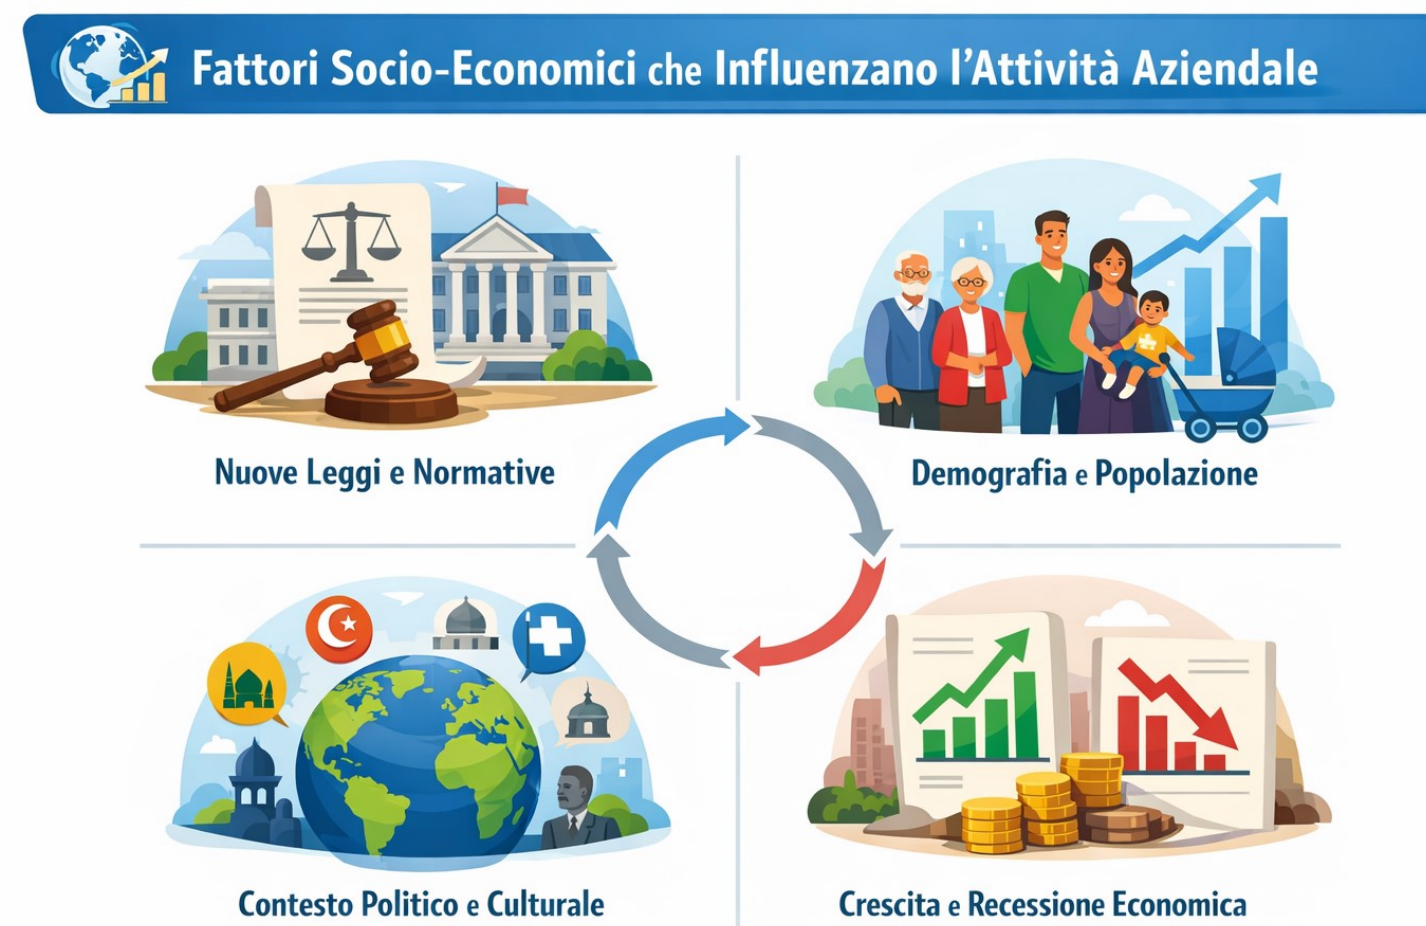 Fattori Socio-Economici che Influenzano l'Attività Aziendale
Nuove Leggi e Normative
Demografia e Popolazione
Contesto Politico e Culturale
Crescita e Recessione Economica